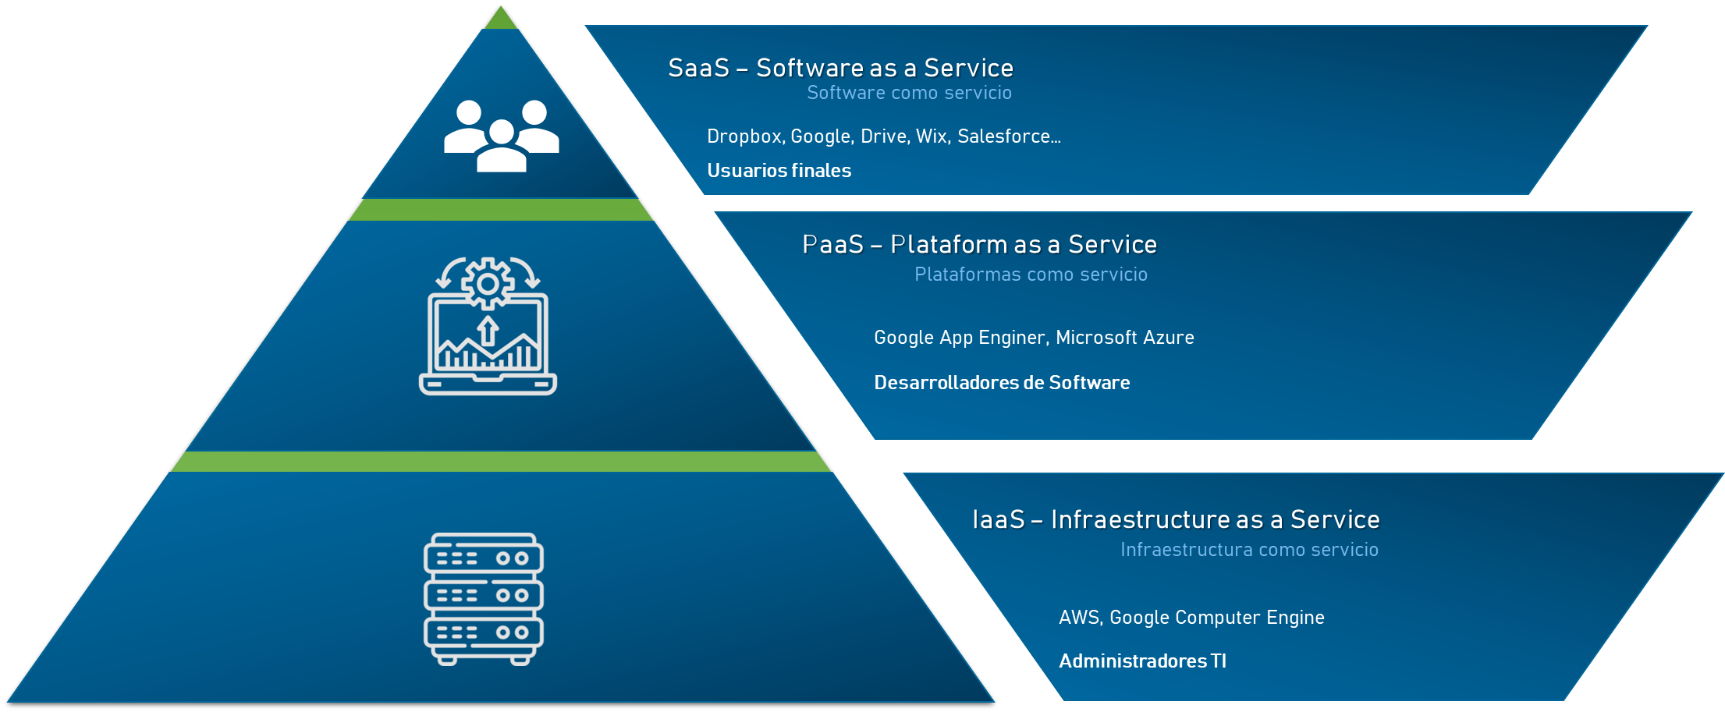 SaaS – Software as a Service
Software como servicio
Dropbox, Google, Drive, Wix, Salesforce...
Usuarios finales
PaaS – Plataform as a Service
Plataformas como servicio
Google App Enginer, Microsoft Azure
Desarrolladores de Software
IaaS – Infraestructure as a Service
Infraestructura como servicio
AWS, Google Computer Engine
Administradores TI